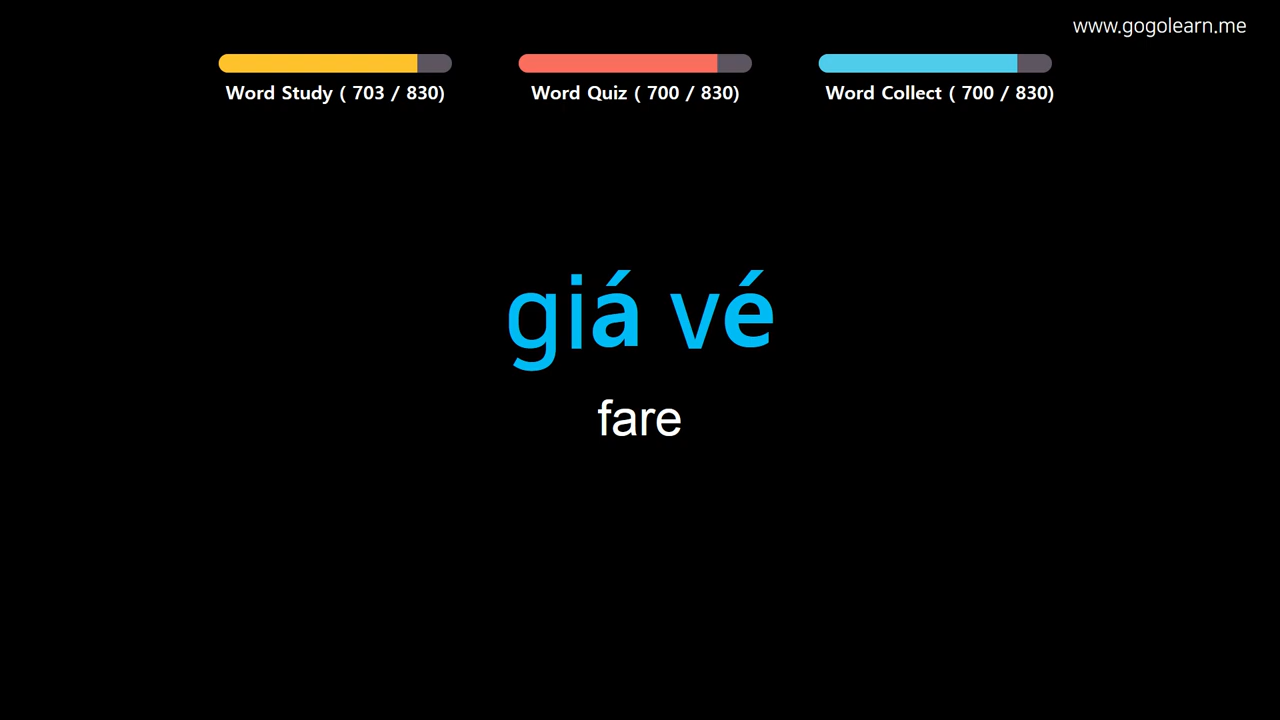 www.gogolearn.me
Word Study ( 703 / 830)
Word Quiz ( 700 / 830)
Word Collect ( 700 / 830)
giá vé
fare